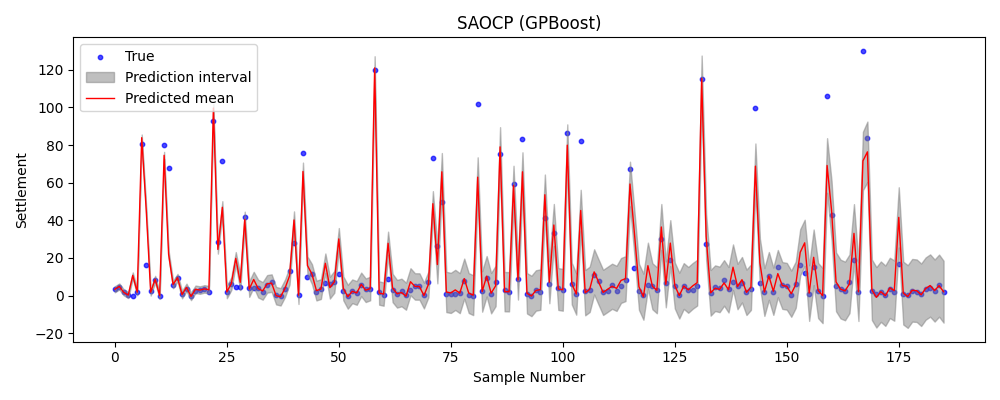 SAOCP (GPBoost)
True
Prediction interval
Predicted mean
Settlement
120
100
80
60
40
20
0
−20
0
25
50
75
100
125
150
175
Sample Number